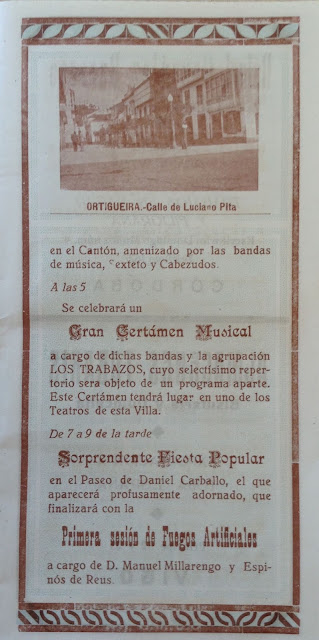 ORTIGUEIRA.-Calle de Luciano Pita
en el Cantón, amenizado por las bandas
de música, Sexteto y Cabezudos.
A las 5
Se celebrará un
Gran Certámen Musical
a cargo de dichas bandas y la agrupación
LOS TRABAZOS, cuyo selectísimo reper-
torio sera objeto de un programa aparte.
Este Certámen tendrá lugar en uno de los
Teatros de esta Villa.
De 7 a 9 de la tarde
Sorprendente Fiesta Popular
en el Paseo de Daniel Carballo, el que
aparecerá profusamente adornado, que
finalizará con la
Primera sesión de Fuegos Artificiales
a cargo de D. Manuel Millarengo y Espi-
nós de Reus.